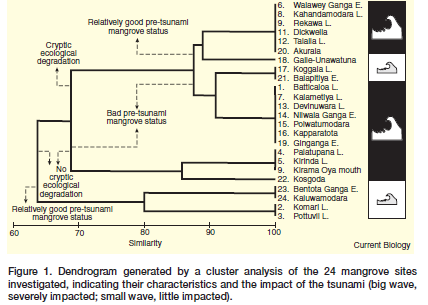 Relatively good pre-tsunami
mangrove status
Cryptic
ecological
degradation
Bad pre-tsunami
mangrove status
No
cryptic
ecological
degradation
Relatively good pre-tsunami
mangrove status
6. Walawey Ganga E.
8. Kahandamodara L.
9. Rekawa L.
11. Dickwella
12. Talalla L.
20. Akurala
18. Galle-Unawatuna
17. Koggala L.
21. Balapitiya E.
1. Batticaloa L.
7. Kalametiya L.
13. Devinuwara L.
14. Nilwala Ganga E.
15. Polwatumodara
16. Kapparatota
19. Ginganga E.
4. Palatupana L.
5. Kirinda L.
9. Kirama Oya mouth
22. Kosgoda
23. Bentota Ganga E.
24. Kaluwamodara
2. Komari L.
3. Pottuvil L.
60 70 80 90 100
Similarity
Current Biology
Figure 1. Dendrogram generated by a cluster analysis of the 24 mangrove sites
investigated, indicating their characteristics and the impact of the tsunami (big wave,
severely impacted; small wave, little impacted).